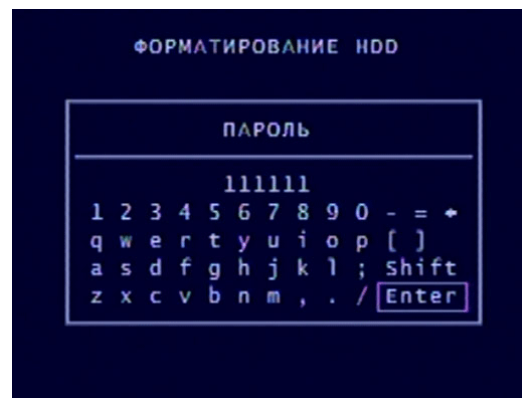 ФОРМАТИРОВАНИЕ HDD
ПАРОЛЬ
111111
1 2 3 4 5 6 7 8 9 0 - = ←
q w e r t y u i o p [ ]
a s d f g h j k l ; Shift
z x c v b n m , . / Enter